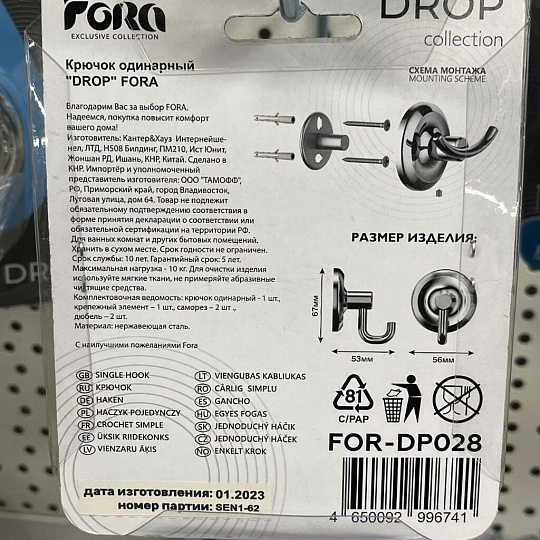 FORA
EXCLUSIVE COLLECTION
DROP
collection
Крючок одинарный
"DROP" FORA
Благодарим Вас за выбор FORA.
Надеемся, покупка повысит комфорт
вашего дома!
Изготовитель: Кантер&Хауз Интернейше-
нел, ЛТД, Н508 Билдинг, ПМ210, Ист Юнит,
Жоншан РД, Ишань, КНР, Китай. Сделано в
КНР. Импортёр и уполномоченный
представитель изготовителя: ООО "ТАМОФФ",
РФ, Приморский край, город Владивосток,
Луговая улица, дом 64. Товар не подлежит
обязательному подтверждению соответствия в
форме принятия декларации о соответствии или
обязательной сертификации на территории РФ.
Для ванных комнат и других бытовых помещений.
Хранить в сухом месте. Срок годности не ограничен.
Срок службы: 10 лет. Гарантийный срок: 5 лет.
Максимальная нагрузка - 10 кг. Для очистки изделия
используйте мягкие ткани, не применяйте абразивные
чистящие средства.
Комплектовочная ведомость: крючок одинарный - 1 шт.,
крепежный элемент – 1 шт., саморез – 2 шт.,
дюбель – 2 шт.
Материал: нержавеющая сталь.
С наилучшими пожеланиями Fora
СХЕМА МОНТАЖА
MOUNTING SCHEME
РАЗМЕР ИЗДЕЛИЯ:
67мм
53мм
56мм
GB SINGLE HOOK
RU КРЮЧОК
DE HAKEN
PL HACZYK POJEDYNCZY
FR CROCHET SIMPLE
EE ÜKSIK RIIDEKONKS
LV VIENZARU ĀĶIS
LT VIENGUBAS KABLIUKAS
RO CÂRLIG SIMPLU
ES GANCHO
HU EGYES FOGAS
SK JEDNODUCHÝ HÁČIK
CZ JEDNODUCHÝ HÁČEK
NO ENKELT KROK
81
C/PAP
FOR-DP028
4 650092 996741
дата изготовления: 01.2023
номер партии: SEN1-62
DRO